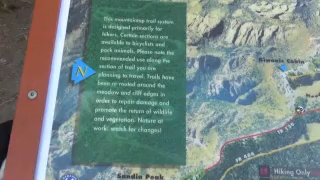 This mountaintop trail system
is designed primarily for
hikers. Certain sections are
available to bicyclists and
pack animals. Please note the
recommended use along the
section of trail you are
planning to travel. Trails have
been re-routed around the
meadow and cliff edges in
order to repair damage and
promote the return of wildlife
and vegetation. Nature at
work: watch for changes!
N
Kiwanis Cabin
Sandia Peak
Hiking Only